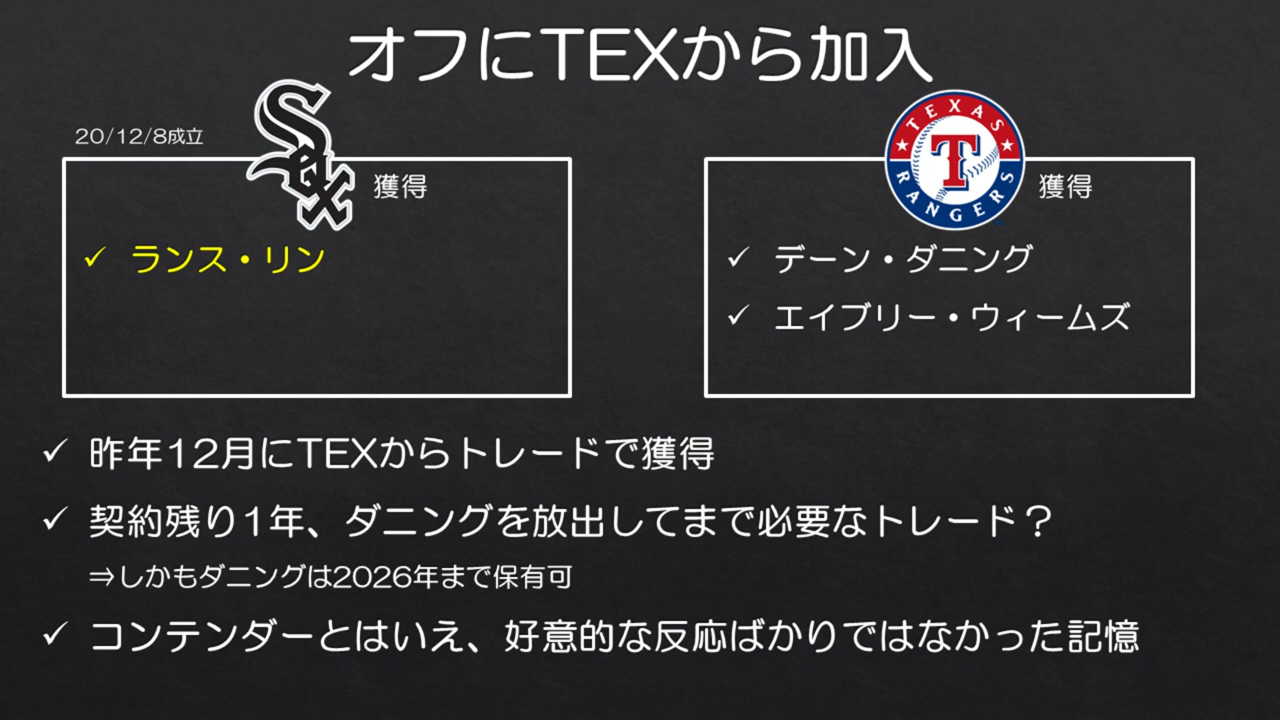 オフにTEXから加入
20/12/8成立
Sox
獲得
✓ ランス・リン
TEXAS
T
RANGERS
獲得
✓ デーン・ダニング
✓ エイブリー・ウィームズ
✓ 昨年12月にTEXからトレードで獲得
✓ 契約残り1年、ダニングを放出してまで必要なトレード？
⇒しかもダニングは2026年まで保有可
✓ コンテンダーとはいえ、好意的な反応ばかりではなかった記憶